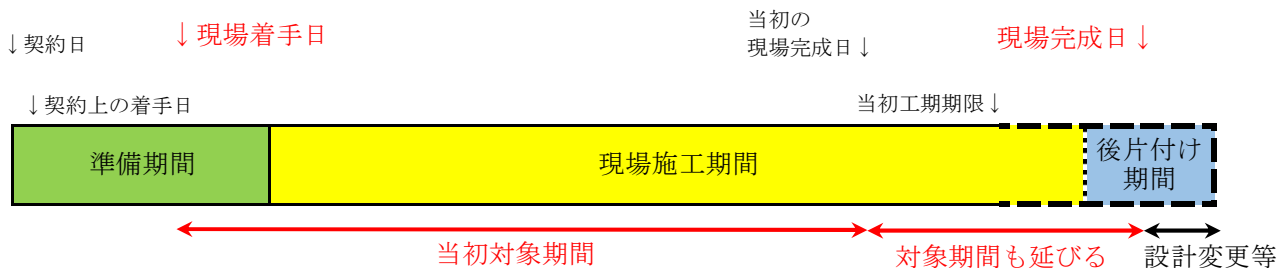 ↓契約日
↓現場着手日
当初の
現場完成日↓
現場完成日↓
↓契約上の着手日
当初工期期限↓
準備期間
現場施工期間
後片付け
期間
当初対象期間
対象期間も延びる
設計変更等